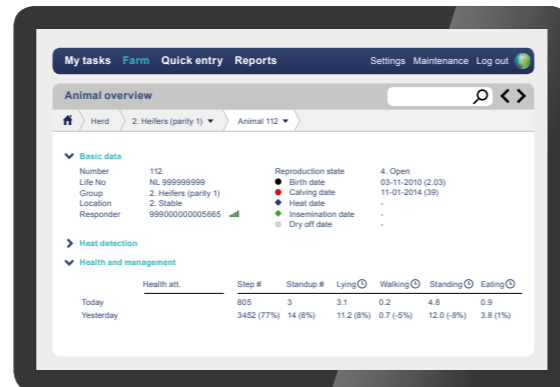 My tasks Farm Quick entry Reports Settings Maintenance Log out
Animal overview
Herd 2. Heifers (parity 1) Animal 112
Basic data
Number 112 Reproduction state 4. Open
Life No NL 999999999 Birth date 03-11-2010 (2.03)
Group 2. Heifers (parity 1) Calving date 11-01-2014 (39)
Location 2. Stable Heat date -
Responder 999000000005665 Insemination date -
Dry off date -
Heat detection
Health and management
Health att. Step # Standup # Lying Walking Standing Eating
Today 805 3 3.1 0.2 4.8 0.9
Yesterday 3452 (77%) 14 (8%) 11.2 (8%) 0.7 (-5%) 12.0 (-8%) 3.8 (1%)